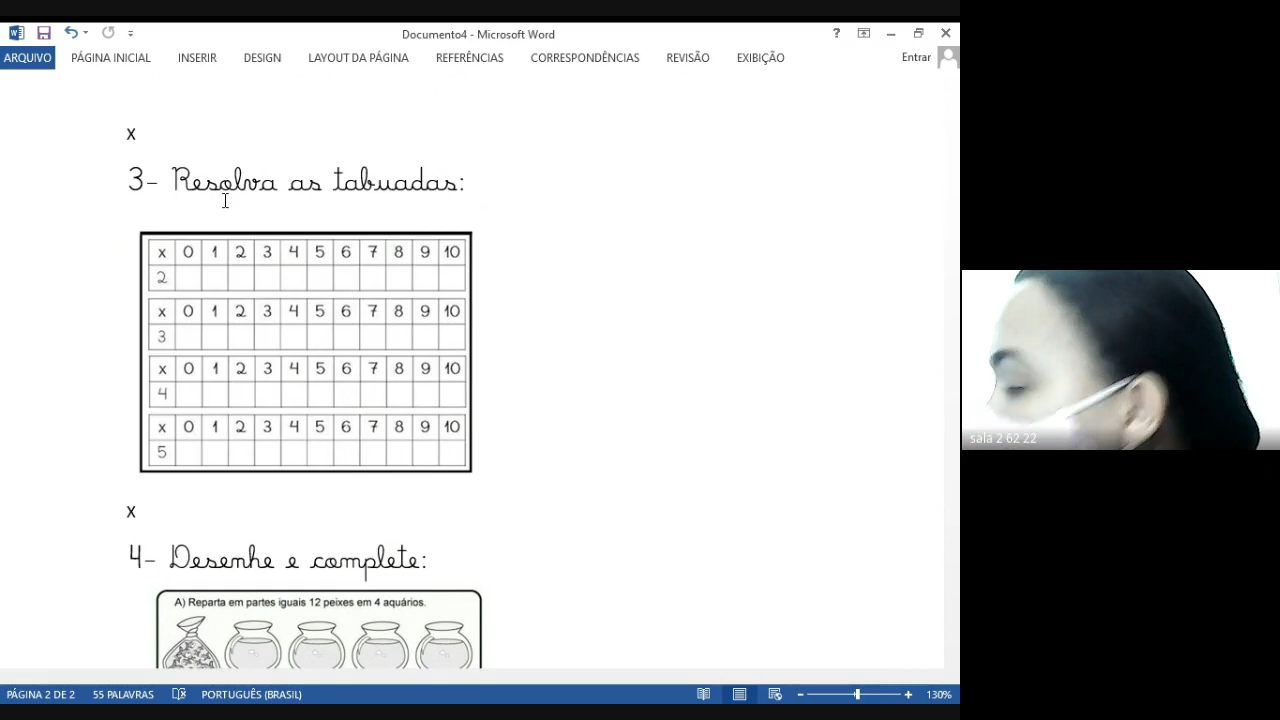 Documento4 - Microsoft Word
ARQUIVO PÁGINA INICIAL INSERIR DESIGN LAYOUT DA PÁGINA REFERÊNCIAS CORRESPONDÊNCIAS REVISÃO EXIBIÇÃO Entrar
x
3- Resolva as tabuadas:
x 0 1 2 3 4 5 6 7 8 9 10
2
x 0 1 2 3 4 5 6 7 8 9 10
3
x 0 1 2 3 4 5 6 7 8 9 10
4
x 0 1 2 3 4 5 6 7 8 9 10
5
x
4- Desenhe e complete:
A) Reparta em partes iguais 12 peixes em 4 aquários.
sala 2 62 22
PÁGINA 2 DE 2 55 PALAVRAS PORTUGUÊS (BRASIL) 130%